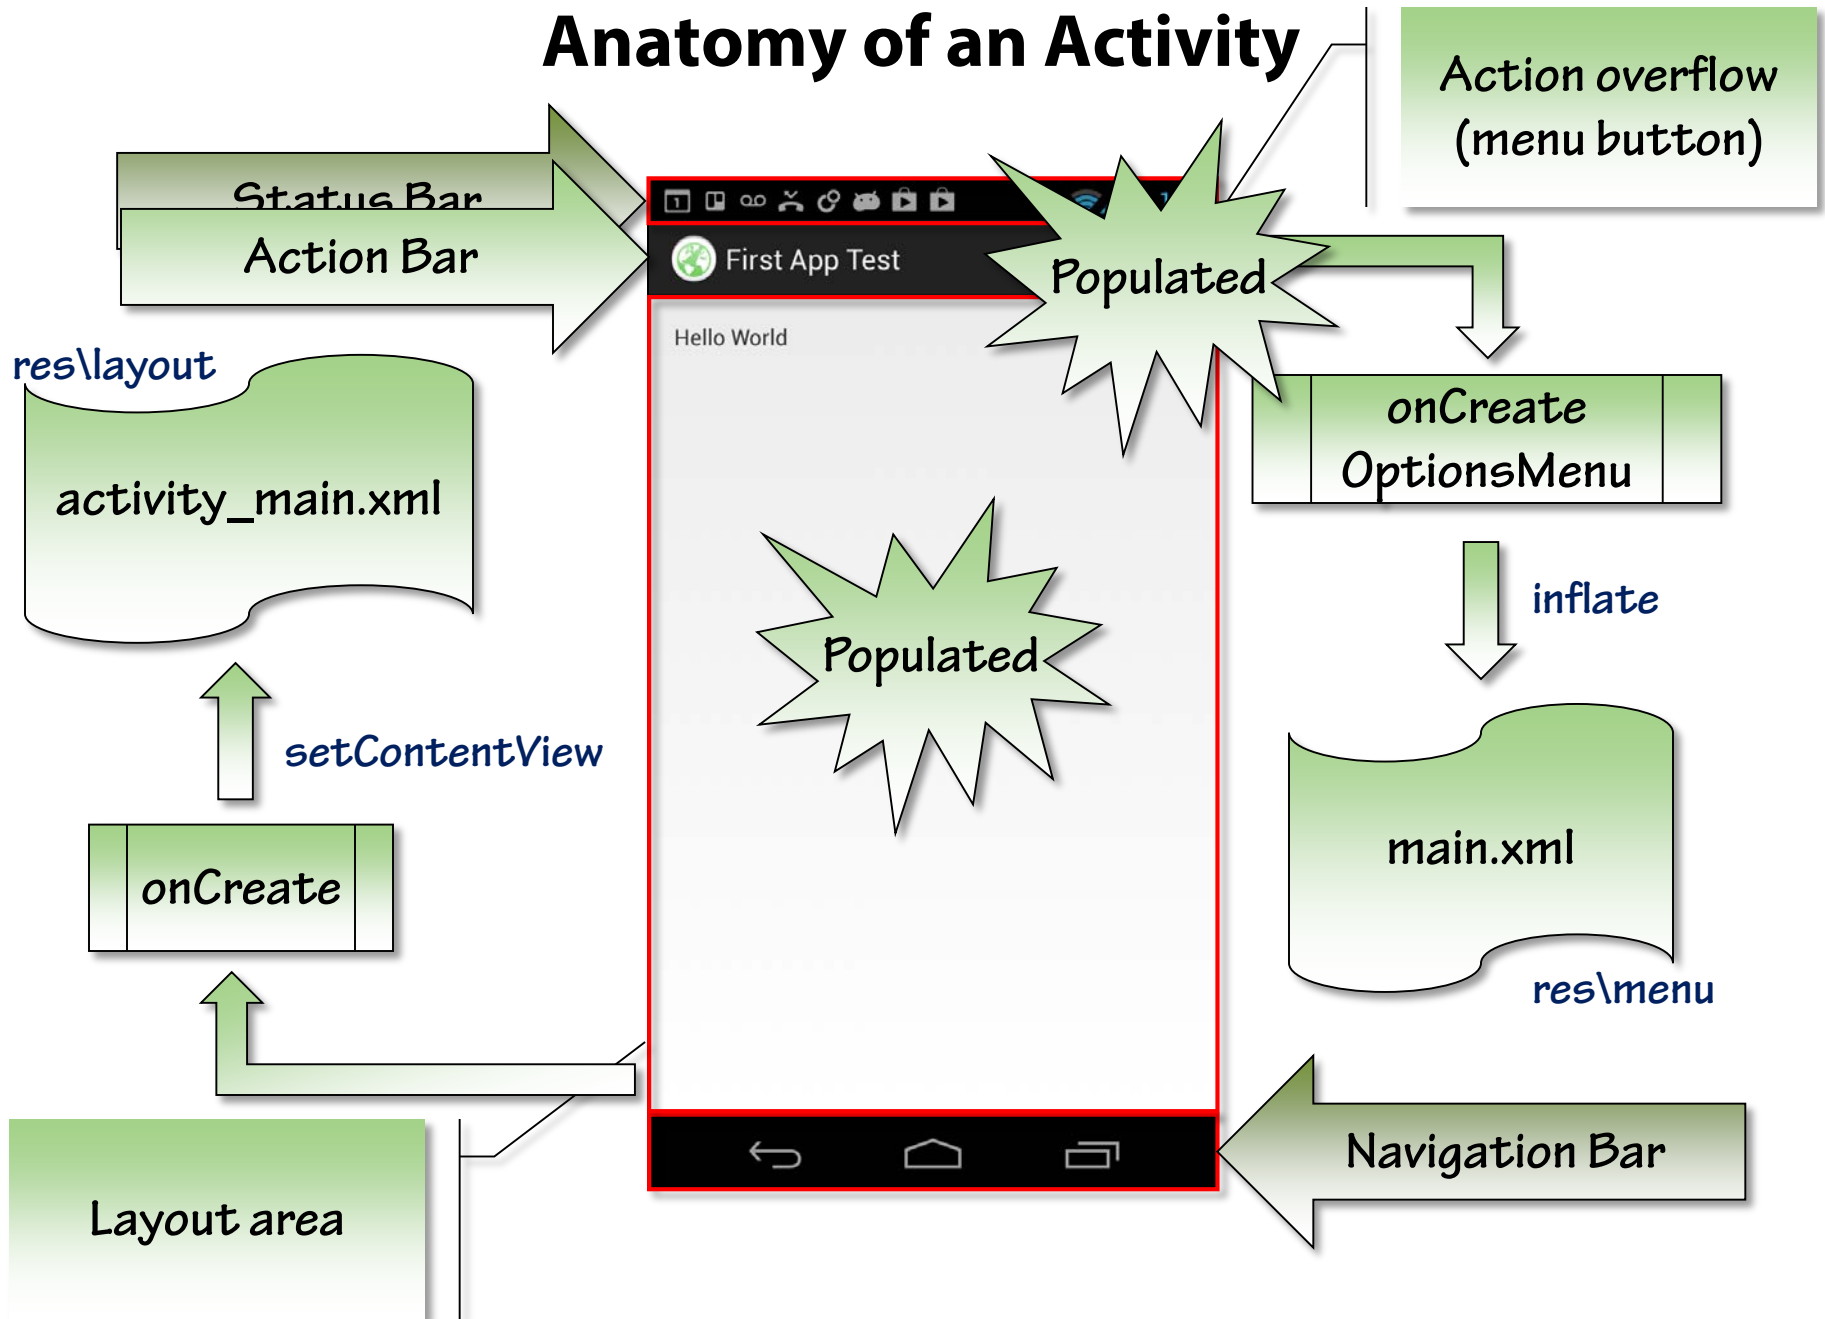 Anatomy of an Activity
Action overflow
(menu button)
Status Bar
Action Bar
1
First App Test
Populated
Hello World
res\layout
activity_main.xml
onCreate
OptionsMenu
inflate
Populated
setContentView
main.xml
onCreate
res\menu
Navigation Bar
Layout area